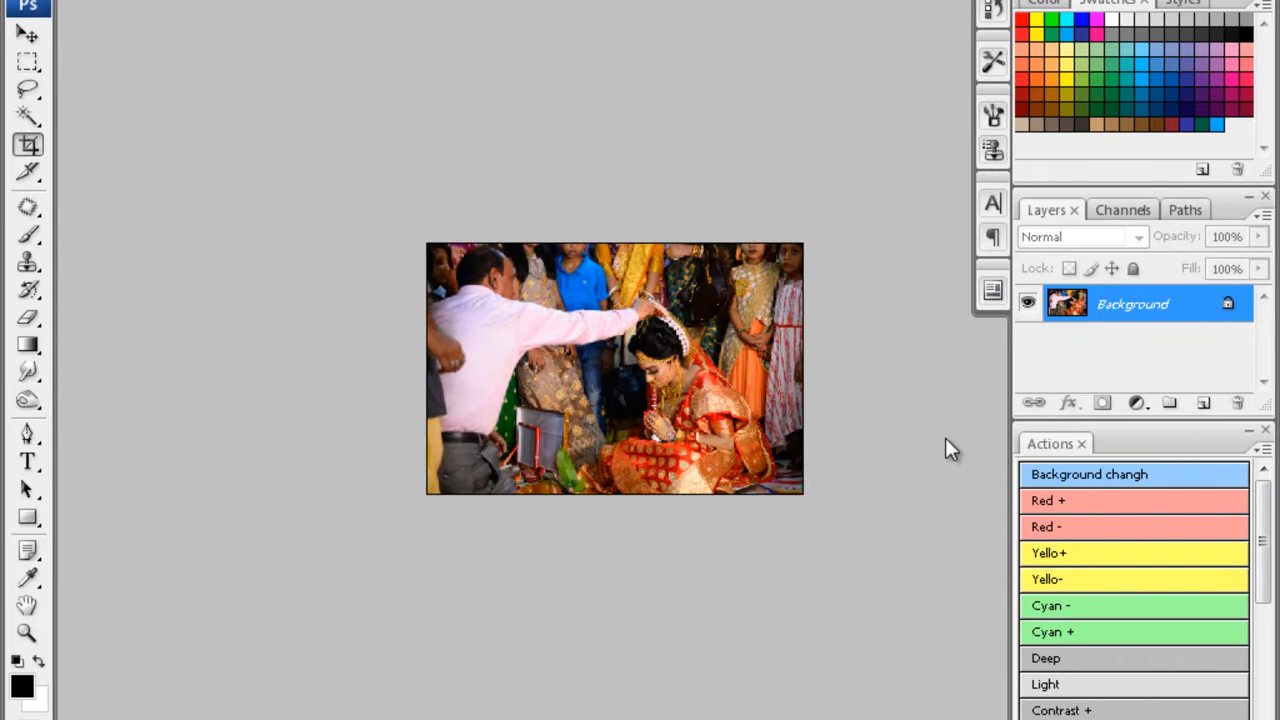 Ps
Color Swatches Styles
Layers Channels Paths
Normal Opacity: 100%
Lock: Fill: 100%
Background
Actions
Background changh
Red +
Red -
Yello+
Yello-
Cyan -
Cyan +
Deep
Light
Contrast +
T
A